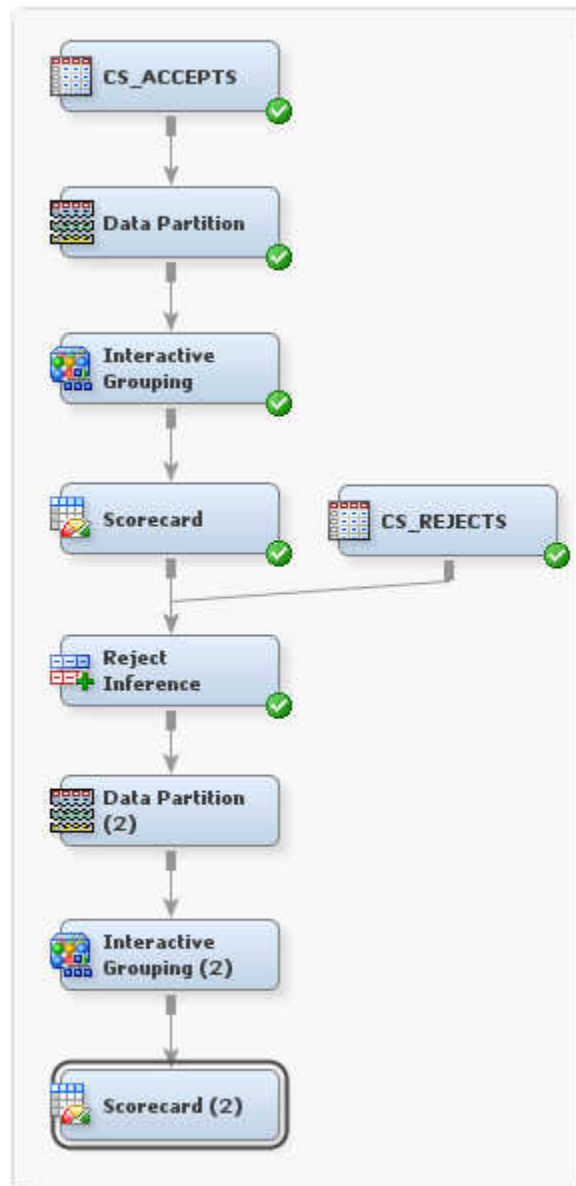 CS_ACCEPTS
Data Partition
Interactive
Grouping
Scorecard
CS_REJECTS
Reject
Inference
Data Partition
(2)
Interactive
Grouping (2)
Scorecard (2)